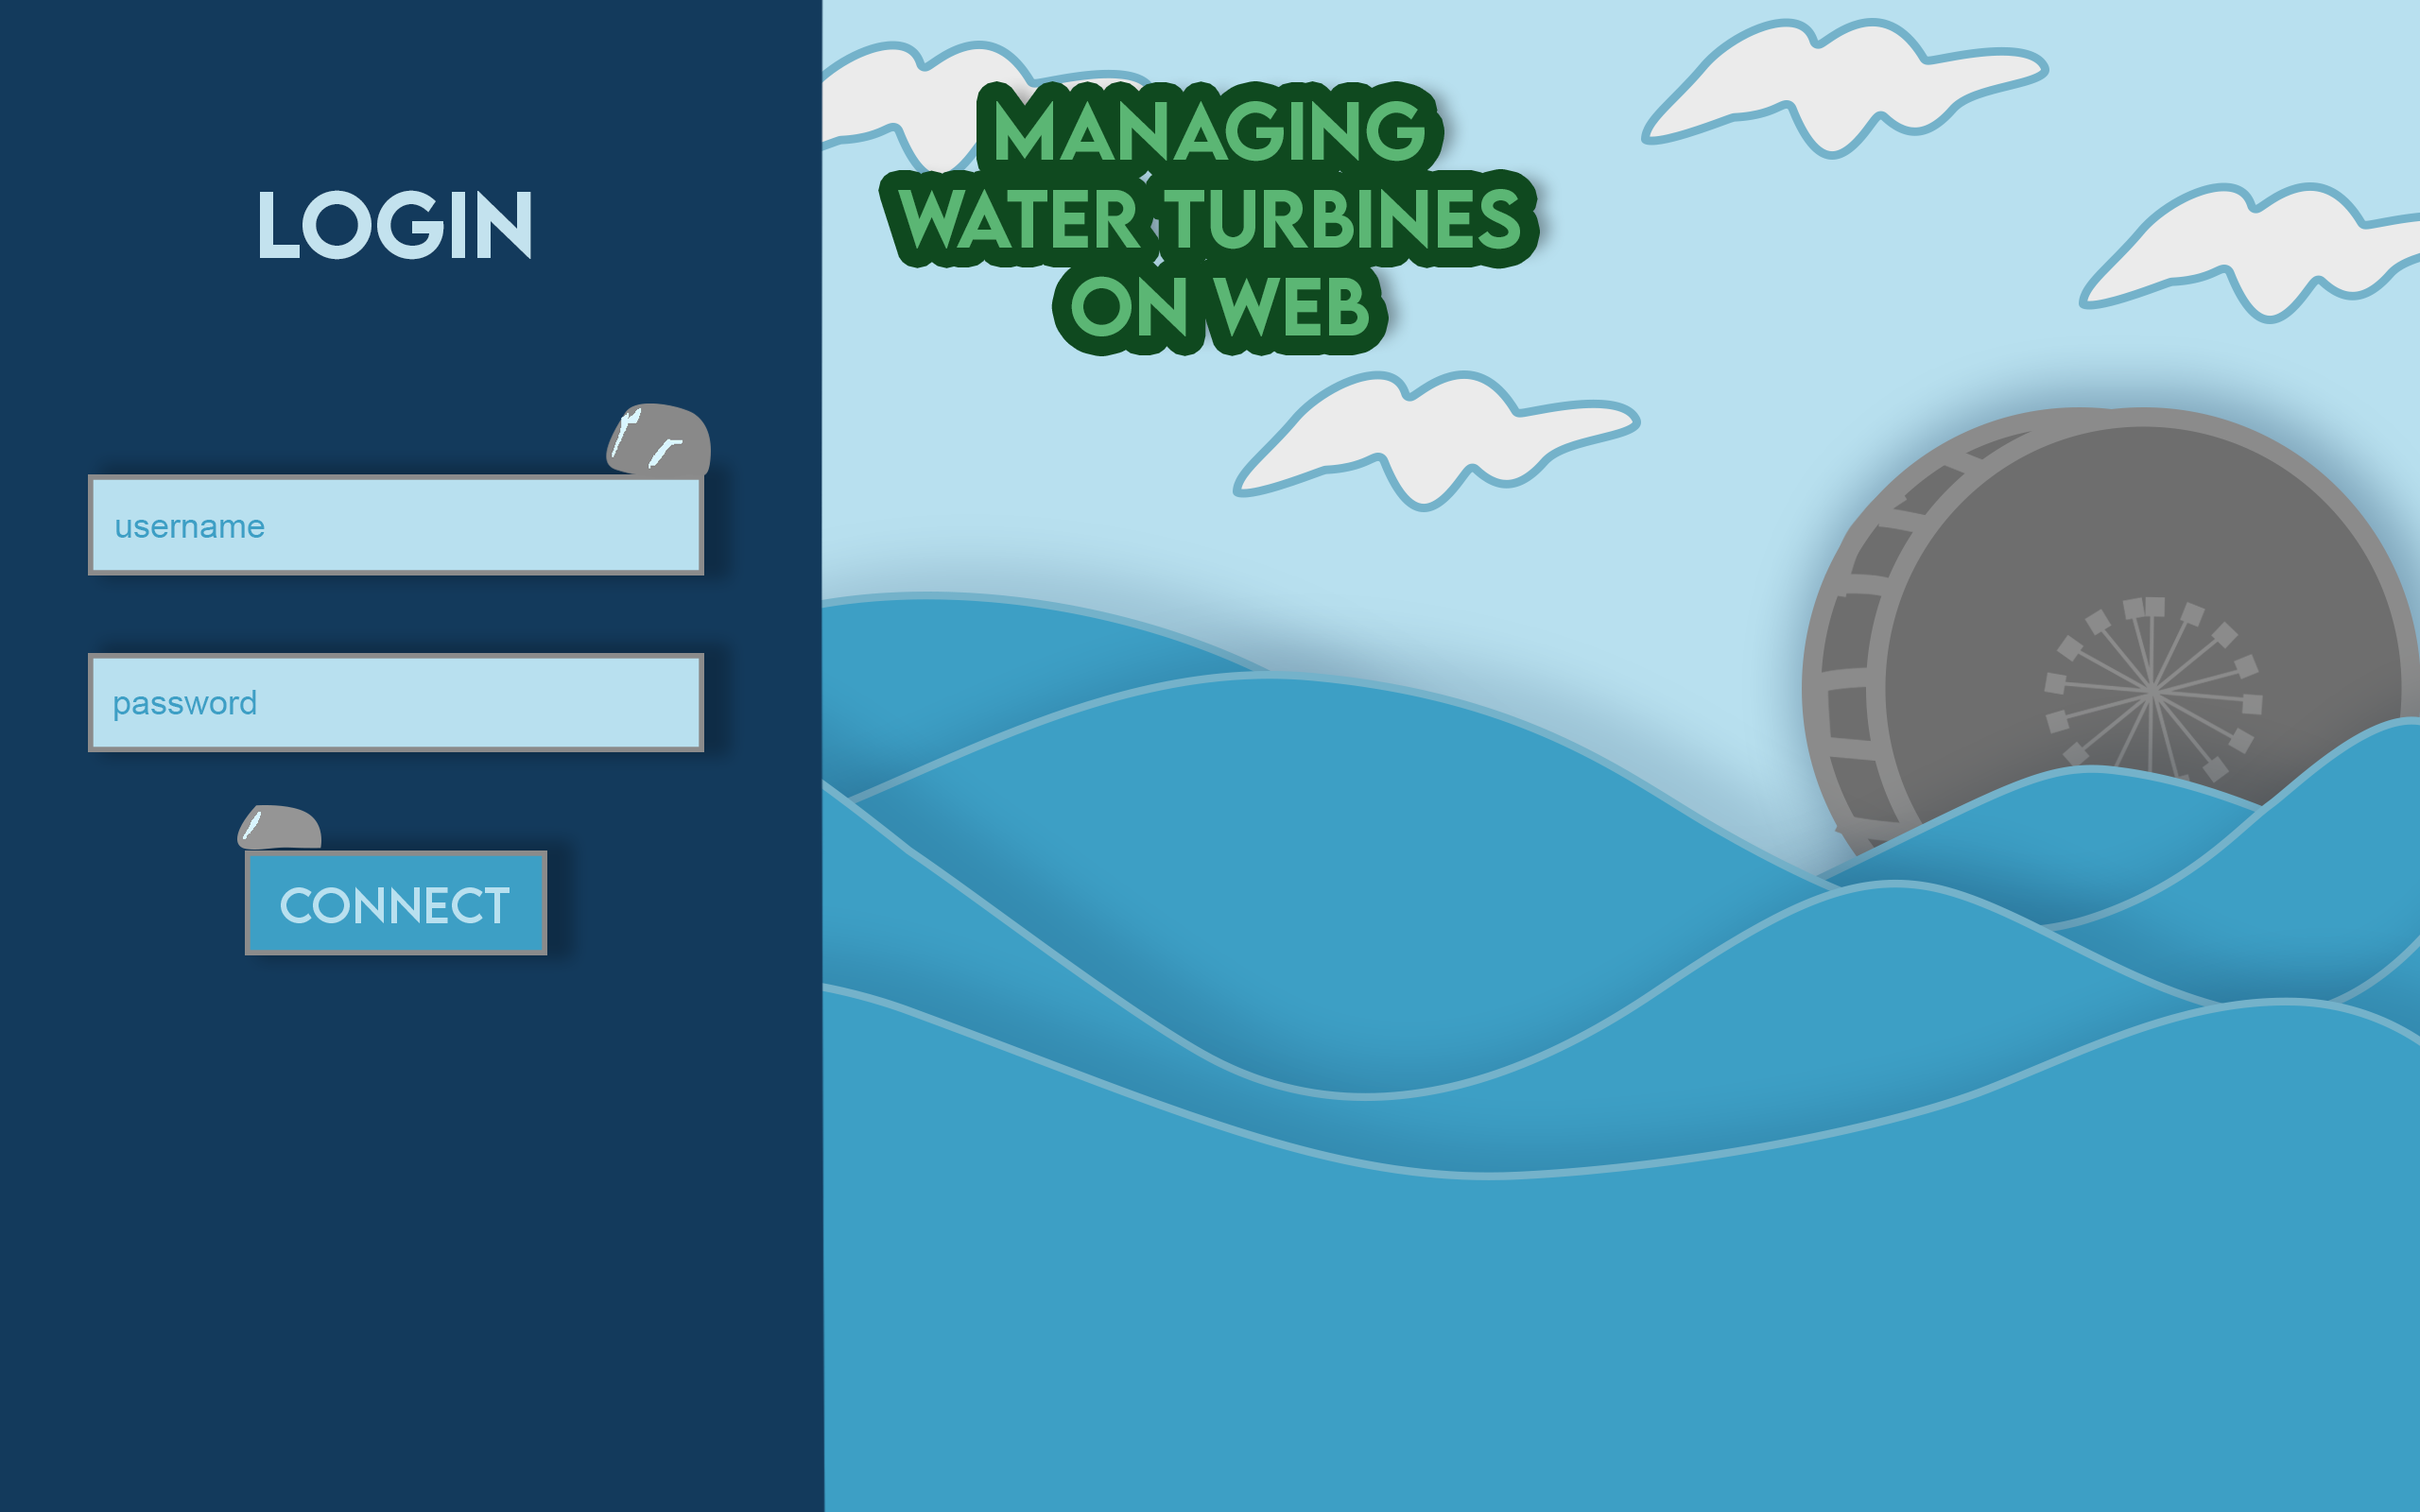 LOGIN
username
password
CONNECT
MANAGING
WATER TURBINES
ON WEB